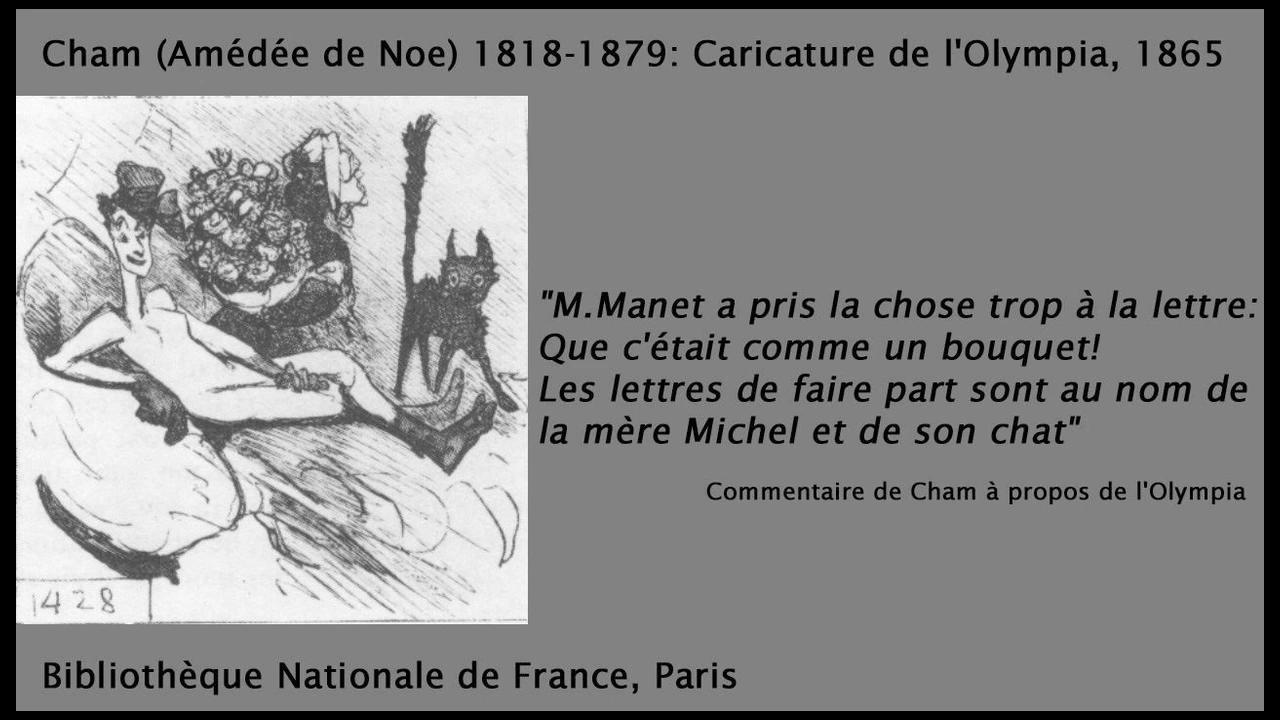 Cham (Amédée de Noe) 1818-1879: Caricature de l'Olympia, 1865
"M.Manet a pris la chose trop à la lettre:
Que c'était comme un bouquet!
Les lettres de faire part sont au nom de
la mère Michel et de son chat"
Commentaire de Cham à propos de l'Olympia
1428
Bibliothèque Nationale de France, Paris